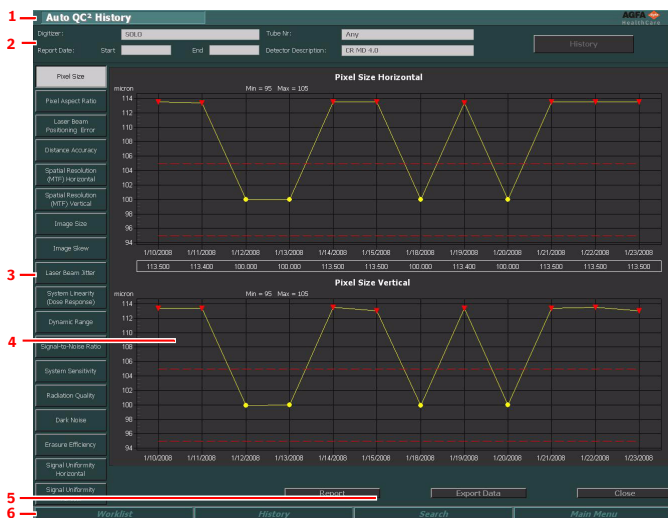 1 Auto QC² History AGFA HealthCare
2
Digitizer: SOLO Tube Nr: Any
Report Date: Start End Detector Description: CR MD 4.0
History
Pixel Size
Pixel Aspect Ratio
Laser Beam
Positioning Error
Distance Accuracy
Spatial Resolution
(MTF) Horizontal
Spatial Resolution
(MTF) Vertical
Image Size
Image Skew
3 Laser Beam Jitter
System Linearity
(Dose Response)
Dynamic Range
4 Signal-to-Noise Ratio
System Sensitivity
Radiation Quality
Dark Noise
Erasure Efficiency
Signal Uniformity
Horizontal
Signal Uniformity
Pixel Size Horizontal
micron Min = 95 Max = 105
114
112
110
108
106
104
102
100
98
96
94
1/10/2008 1/11/2008 1/12/2008 1/13/2008 1/14/2008 1/15/2008 1/18/2008 1/19/2008 1/20/2008 1/21/2008 1/22/2008 1/23/2008
113.500 113.400 100.000 100.000 113.500 113.500 100.000 113.400 100.000 113.500 113.500 113.500
Pixel Size Vertical
micron Min = 95 Max = 105
114
112
110
108
106
104
102
100
98
96
94
1/10/2008 1/11/2008 1/12/2008 1/13/2008 1/14/2008 1/15/2008 1/18/2008 1/19/2008 1/20/2008 1/21/2008 1/22/2008 1/23/2008
5 Report Export Data Close
6 Worklist History Search Main Menu